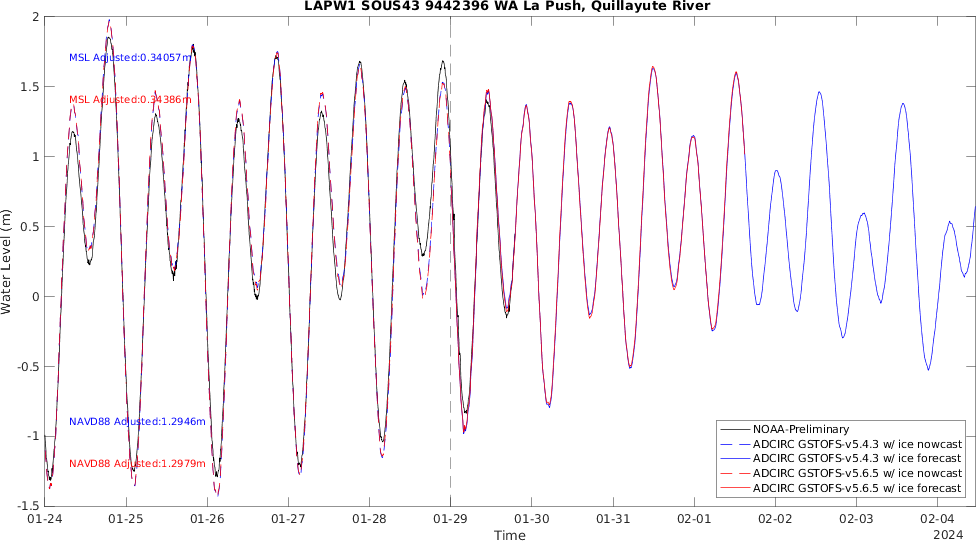 LAPW1 SOUS43 9442396 WA La Push, Quillayute River
2
1.5
1
0.5
0
-0.5
-1
-1.5
Water Level (m)
MSL Adjusted:0.34057m
MSL Adjusted:0.34386m
NAVD88 Adjusted:1.2946m
NAVD88 Adjusted:1.2979m
NOAA-Preliminary
ADCIRC GSTOFS-v5.4.3 w/ ice nowcast
ADCIRC GSTOFS-v5.4.3 w/ ice forecast
ADCIRC GSTOFS-v5.6.5 w/ ice nowcast
ADCIRC GSTOFS-v5.6.5 w/ ice forecast
01-24 01-25 01-26 01-27 01-28 01-29 01-30 01-31 02-01 02-02 02-03 02-04
Time
2024